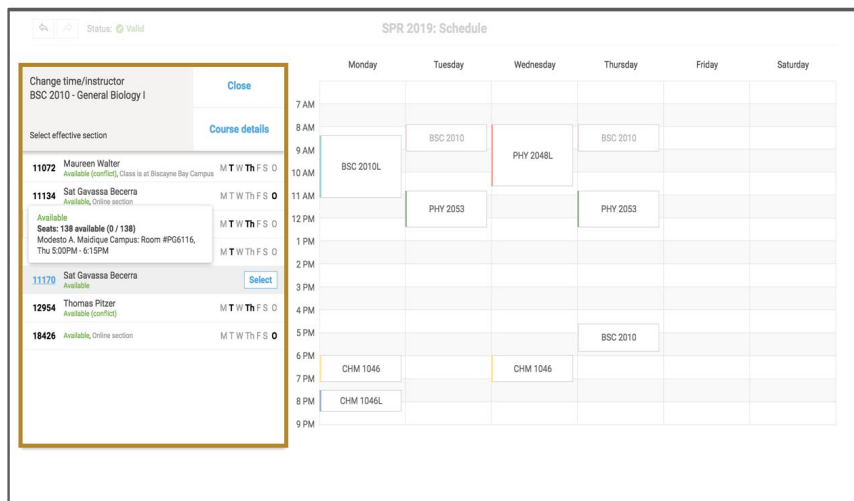 Status: Valid
SPR 2019: Schedule
Change time/instructor
BSC 2010 - General Biology I
Close
Select effective section
Course details
11072 Maureen Walter
Available (conflict), Class is at Biscayne Bay Campus M T W Th F S O
11134 Sat Gavassa Becerra
Available, Online section M T W Th F S O
Available
Seats: 138 available (0 / 138)
Modesto A. Maidique Campus: Room #PG6116,
Thu 5:00PM - 6:15PM
M T W Th F S O
M T W Th F S O
11170 Sat Gavassa Becerra
Available
Select
12954 Thomas Pitzer
Available (conflict) M T W Th F S O
18426 Available, Online section M T W Th F S O
Monday Tuesday Wednesday Thursday Friday Saturday
7 AM
8 AM
BSC 2010 BSC 2010
9 AM
PHY 2048L
BSC 2010L
10 AM
11 AM
PHY 2053 PHY 2053
12 PM
1 PM
2 PM
3 PM
4 PM
5 PM
BSC 2010
6 PM
CHM 1046 CHM 1046
7 PM
8 PM CHM 1046L
9 PM